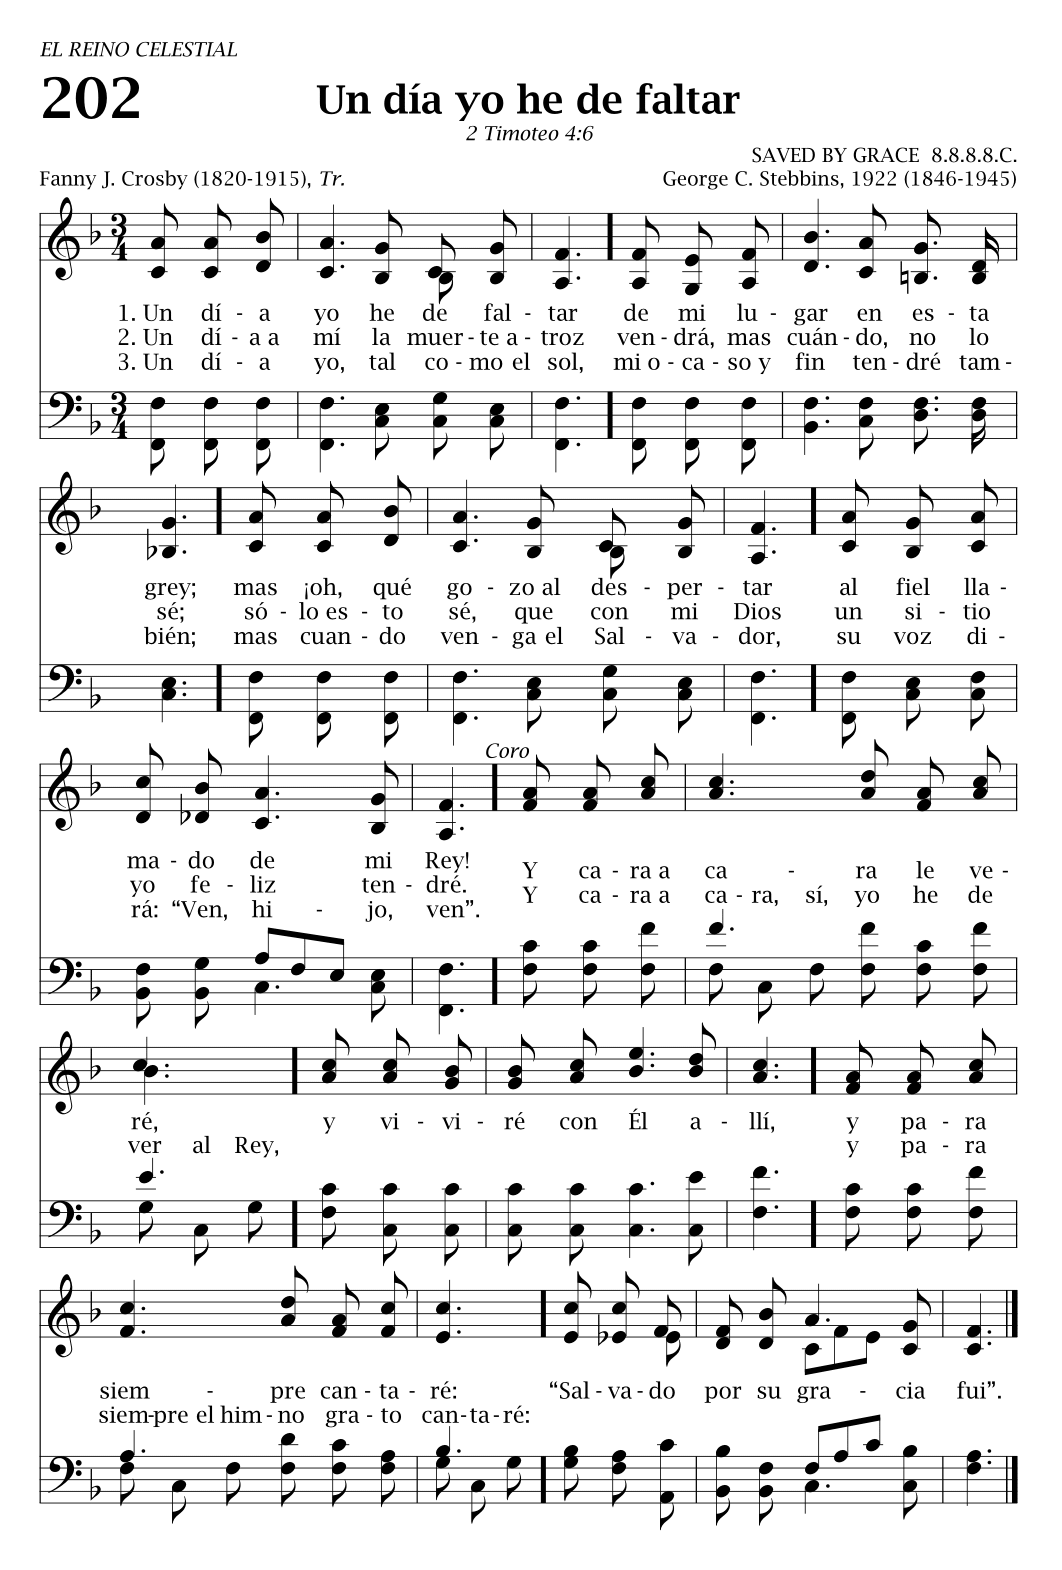 EL REINO CELESTIAL
202
Un día yo he de faltar
2 Timoteo 4:6
SAVED BY GRACE 8.8.8.8.C.
Fanny J. Crosby (1820-1915), Tr.
George C. Stebbins, 1922 (1846-1945)
1. Un dí - a yo he de fal - tar de mi lu - gar en es - ta
2. Un dí - a a mí la muer - te a - troz ven - drá, mas cuán - do, no lo
3. Un dí - a yo, tal co - mo el sol, mi o - ca - so y fin ten - dré tam -
grey; mas ¡oh, qué go - zo al des - per - tar al fiel lla -
sé; só - lo es - to sé, que con mi Dios un si - tio
bién; mas cuan - do ven - ga el Sal - va - dor, su voz di -
Coro
ma - do de mi Rey! Y ca - ra a ca - ra le ve -
yo fe - liz ten - dré. Y ca - ra a ca - ra, sí, yo he de
rá: “Ven, hi - jo, ven”.
ré, y vi - vi - ré con Él a - llí, y pa - ra
ver al Rey, y pa - ra
siem - pre can - ta - ré: “Sal - va - do por su gra - cia fui”.
siem-pre el him - no gra - to can-ta-ré: